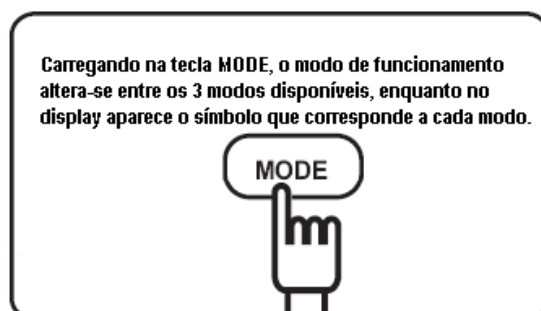 Carregando na tecla MODE, o modo de funcionamento
altera-se entre os 3 modos disponíveis, enquanto no
display aparece o símbolo que corresponde a cada modo.
MODE